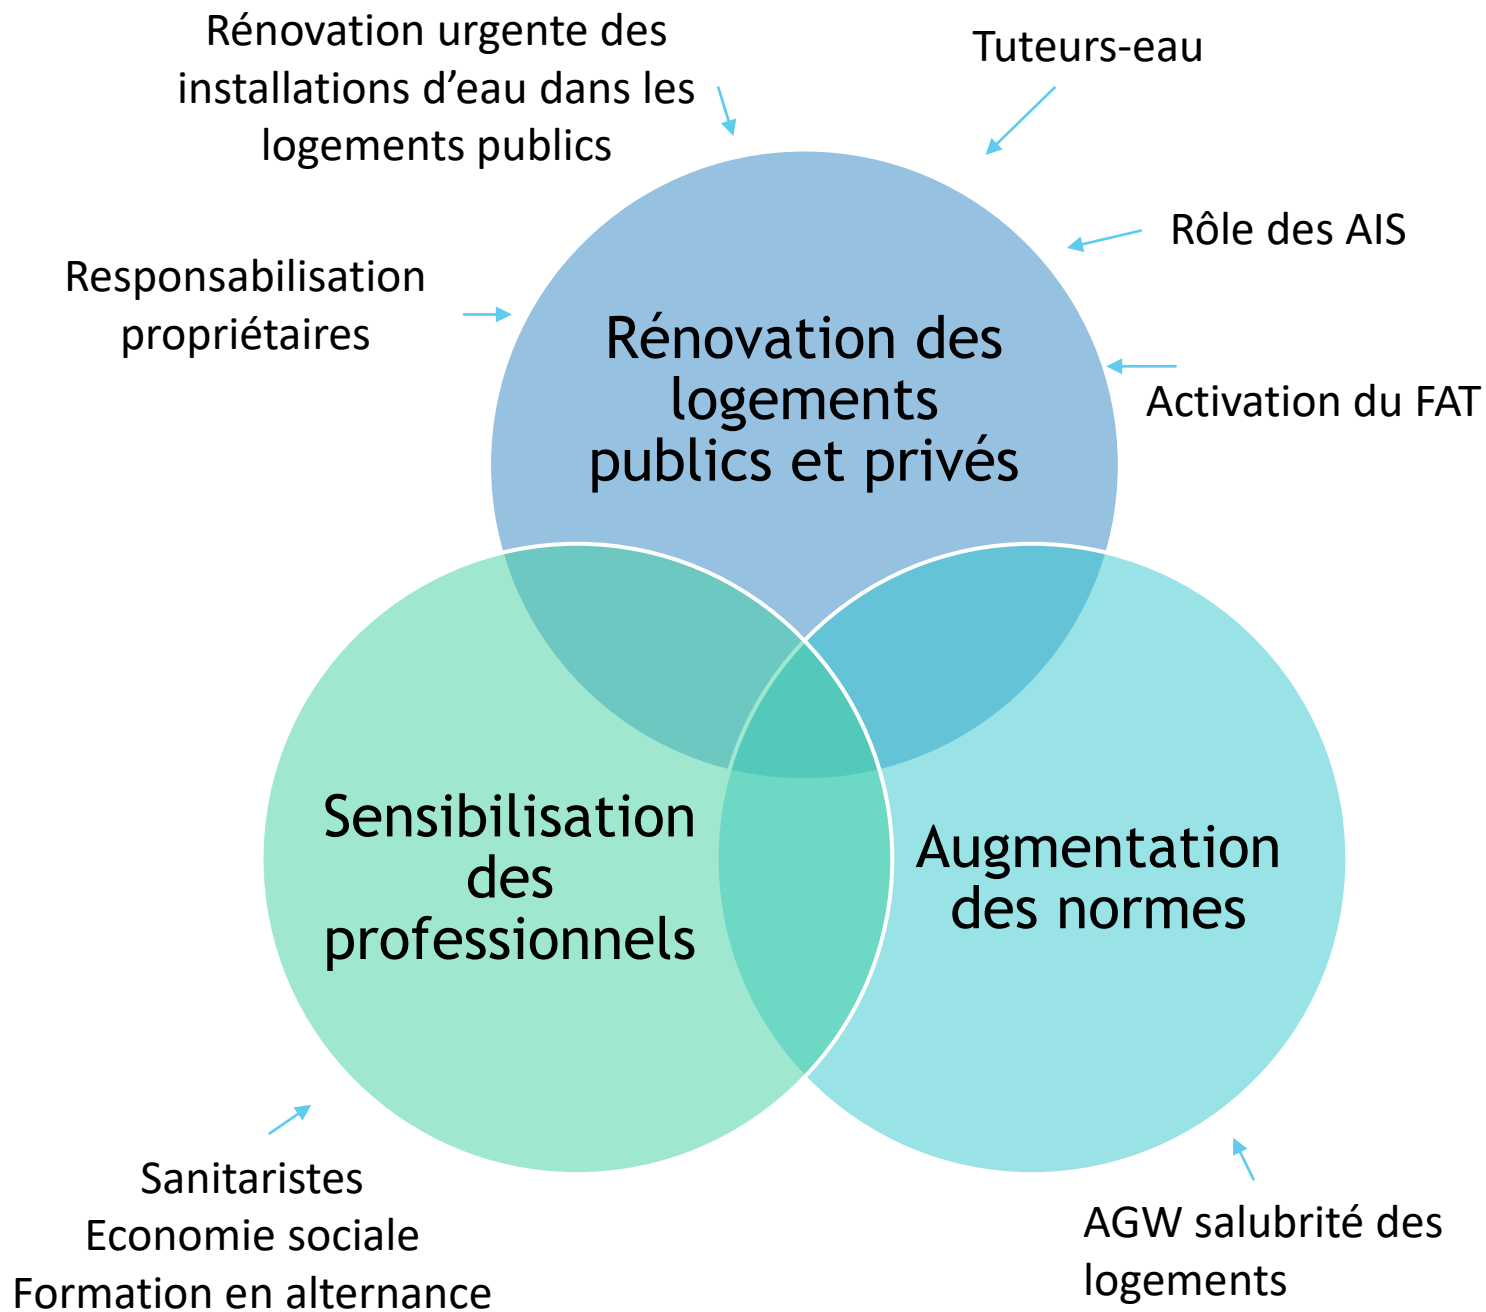 Rénovation urgente des
installations d’eau dans les
logements publics
Tuteurs-eau
Rôle des AIS
Responsabilisation
propriétaires
Activation du FAT
Rénovation des
logements
publics et privés
Sensibilisation
des
professionnels
Augmentation
des normes
Sanitaristes
Economie sociale
Formation en alternance
AGW salubrité des
logements